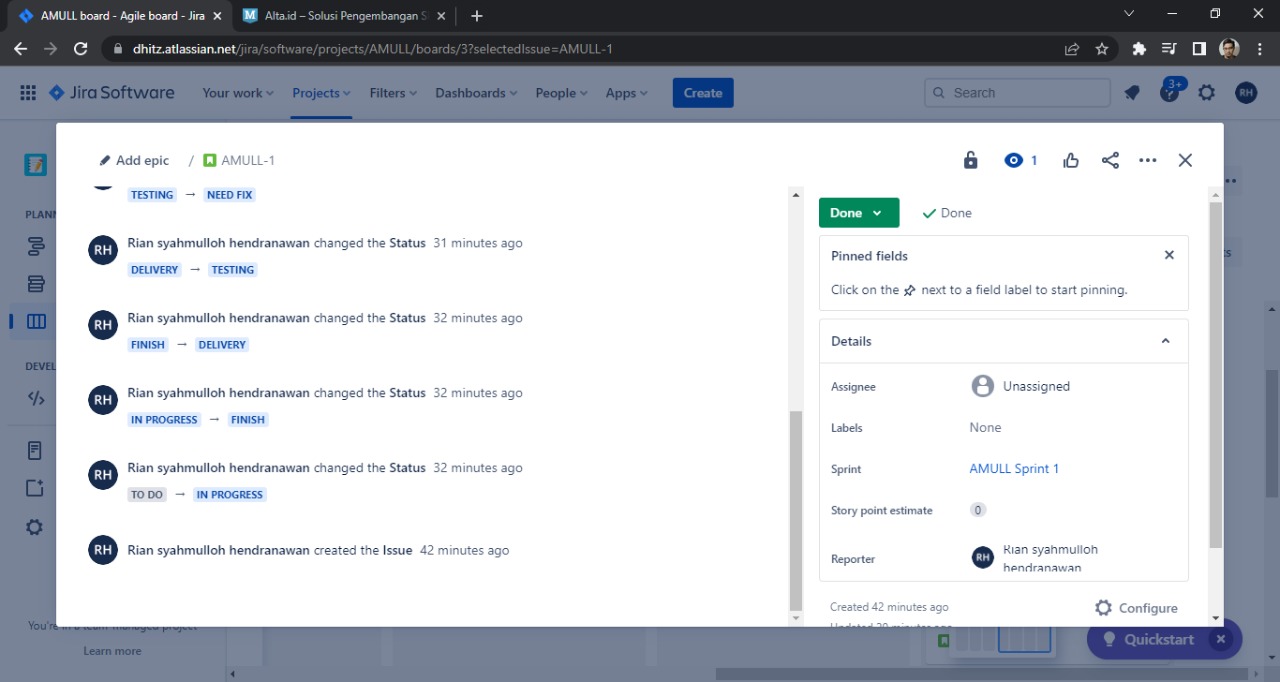 AMULL board - Agile board - Jira
Alta.id – Solusi Pengembangan S
dhitz.atlassian.net/jira/software/projects/AMULL/boards/3?selectedIssue=AMULL-1
Jira Software
Your work
Projects
Filters
Dashboards
People
Apps
Create
Search
3+
RH
Add epic / AMULL-1
1
PLANN
DEVEL
TESTING → NEED FIX
RH Rian syahmulloh hendranawan changed the Status 31 minutes ago
DELIVERY → TESTING
RH Rian syahmulloh hendranawan changed the Status 32 minutes ago
FINISH → DELIVERY
RH Rian syahmulloh hendranawan changed the Status 32 minutes ago
IN PROGRESS → FINISH
RH Rian syahmulloh hendranawan changed the Status 32 minutes ago
TO DO → IN PROGRESS
RH Rian syahmulloh hendranawan created the Issue 42 minutes ago
Done
Done
Pinned fields
Click on the next to a field label to start pinning.
Details
Assignee Unassigned
Labels None
Sprint AMULL Sprint 1
Story point estimate 0
Reporter RH Rian syahmulloh
hendranawan
Created 42 minutes ago
Configure
You're in a team-managed project
Learn more
Quickstart